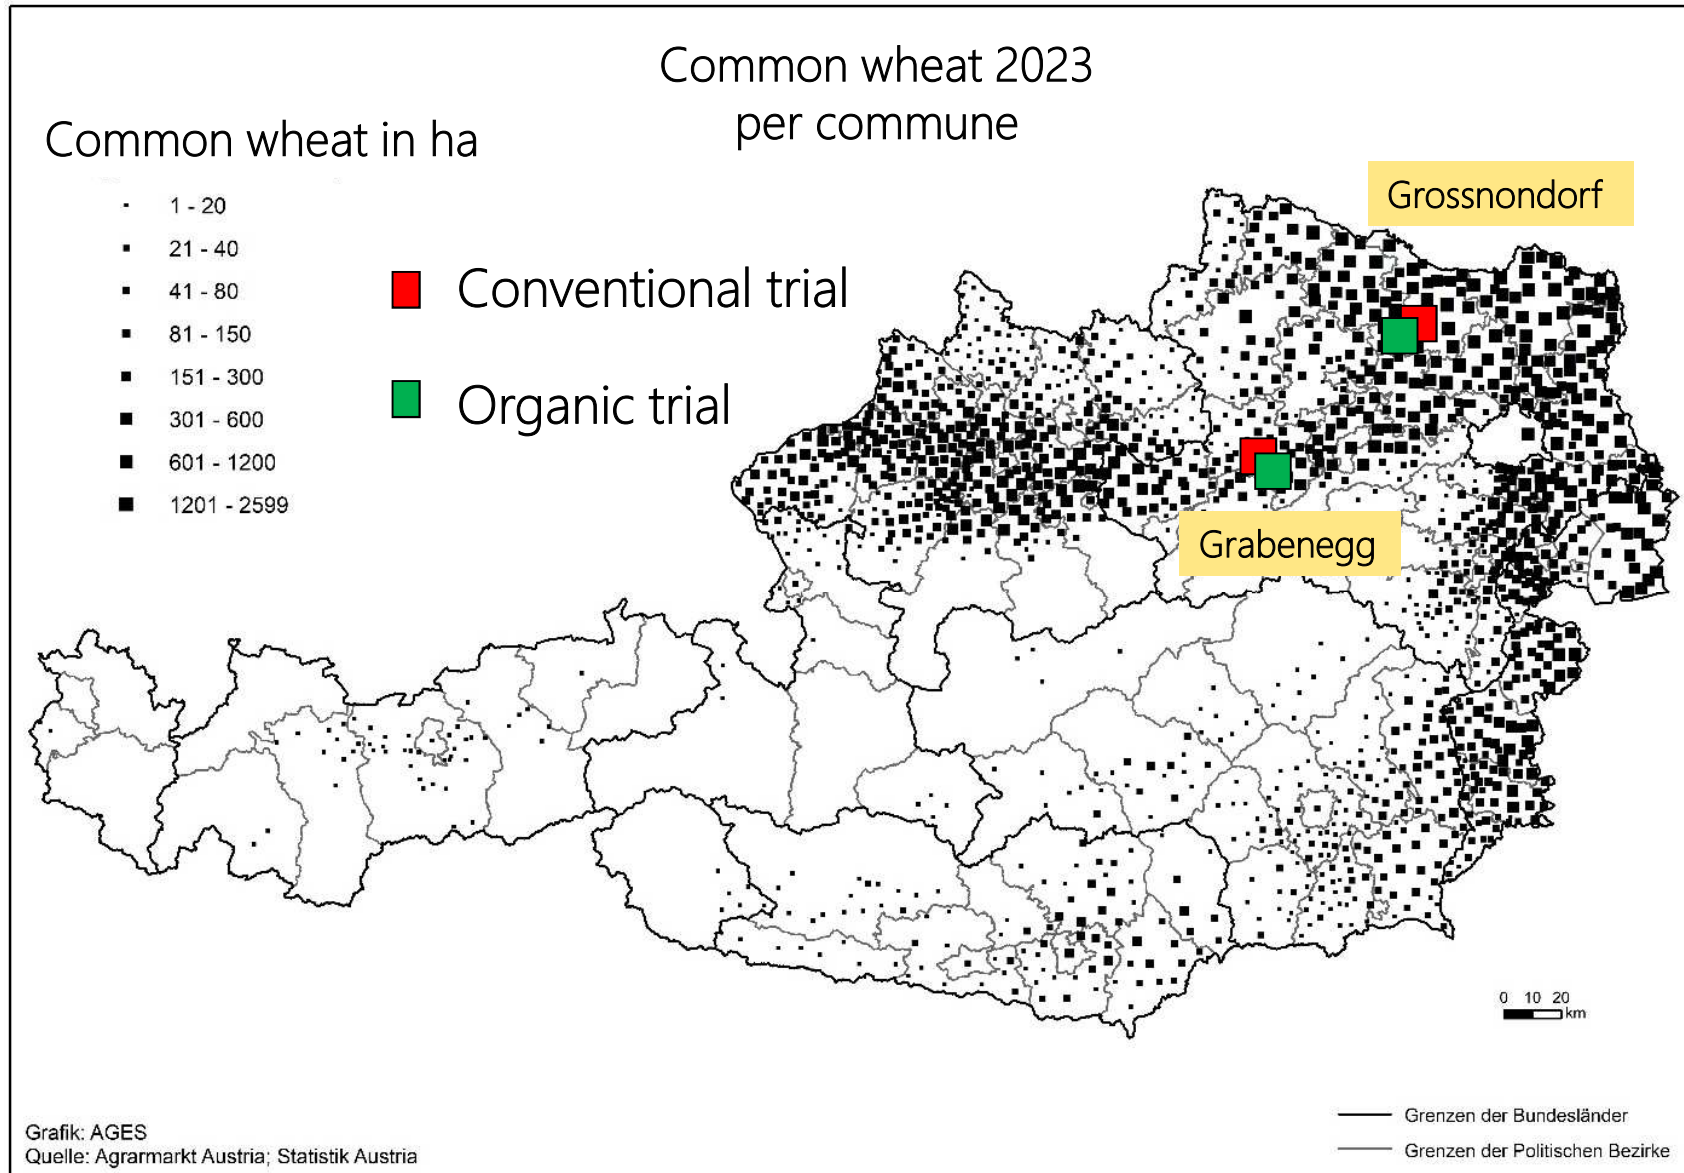 Common wheat 2023
per commune
Common wheat in ha
1 - 20
21 - 40
41 - 80
81 - 150
151 - 300
301 - 600
601 - 1200
1201 - 2599
Conventional trial
Organic trial
Grossnondorf
Grabenegg
0 10 20
km
Grafik: AGES
Quelle: Agrarmarkt Austria; Statistik Austria
Grenzen der Bundesländer
Grenzen der Politischen Bezirke